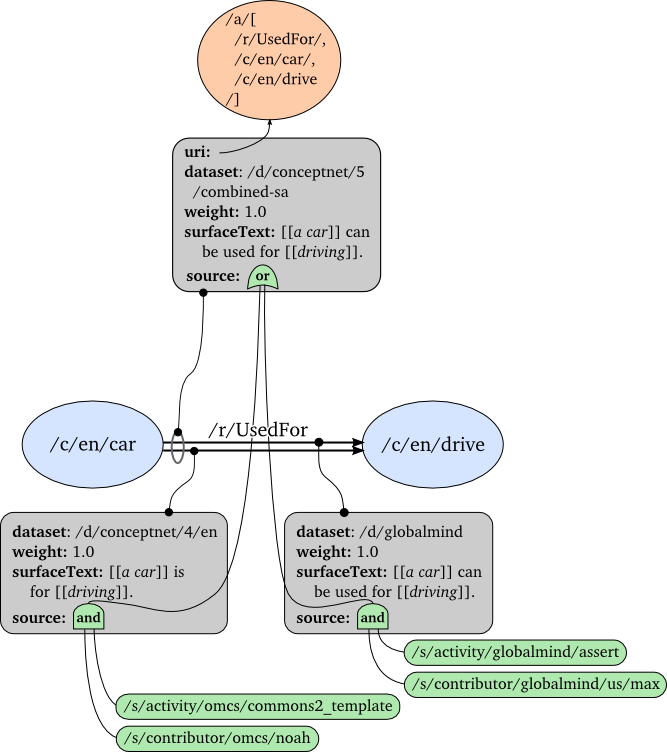 /a/[
/r/UsedFor/,
/c/en/car/,
/c/en/drive
/]
uri:
dataset: /d/conceptnet/5
/combined-sa
weight: 1.0
surfaceText: [[a car]] can
be used for [[driving]].
source: or
/c/en/car
/r/UsedFor
/c/en/drive
dataset: /d/conceptnet/4/en
weight: 1.0
surfaceText: [[a car]] is
for [[driving]].
source: and
dataset: /d/globalmind
weight: 1.0
surfaceText: [[a car]] can
be used for [[driving]].
source: and
/s/activity/globalmind/assert
/s/contributor/globalmind/us/max
/s/activity/omcs/commons2_template
/s/contributor/omcs/noah